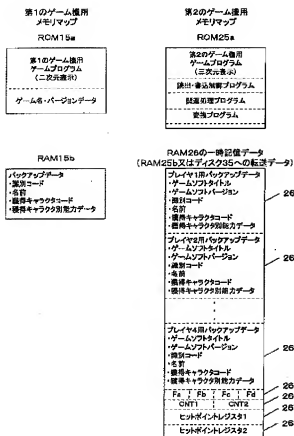 第1のゲーム機用
メモリマップ
ROM15a
第1のゲーム機用
ゲームプログラム
(二次元表示)
ゲーム名・バージョンデータ
RAM15b
バックアップデータ
・識別コード
・名前
・獲得キャラクタコード
・獲得キャラクタ別能力データ
第2のゲーム機用
メモリマップ
ROM25a
第2のゲーム機用
ゲームプログラム
(三次元表示)
読出・書込制御プログラム
関連処理プログラム
変換プログラム
RAM26の一時記憶データ
(RAM25b又はディスク35への転送データ)
プレイヤ1用バックアップデータ
・ゲームソフトタイトル
・ゲームソフトバージョン
・識別コード
・名前
・獲得キャラクタコード
・獲得キャラクタ別能力データ
26
プレイヤ2用バックアップデータ
・ゲームソフトタイトル
・ゲームソフトバージョン
・識別コード
・名前
獲得キャラクタコード
・獲得キャラクタ別能力データ
26
プレイヤ4用バックアップデータ
・ゲームソフトタイトル
・ゲームソフトバージョン
・識別コード
・名前
・獲得キャラクタコード
・獲得キャラクタ別能力データ
26
Fa Fb Fc Fd
26
CNT1 CNT2
26
ヒットポイントレジスタ1
26
ヒットポイントレジスタ2
26